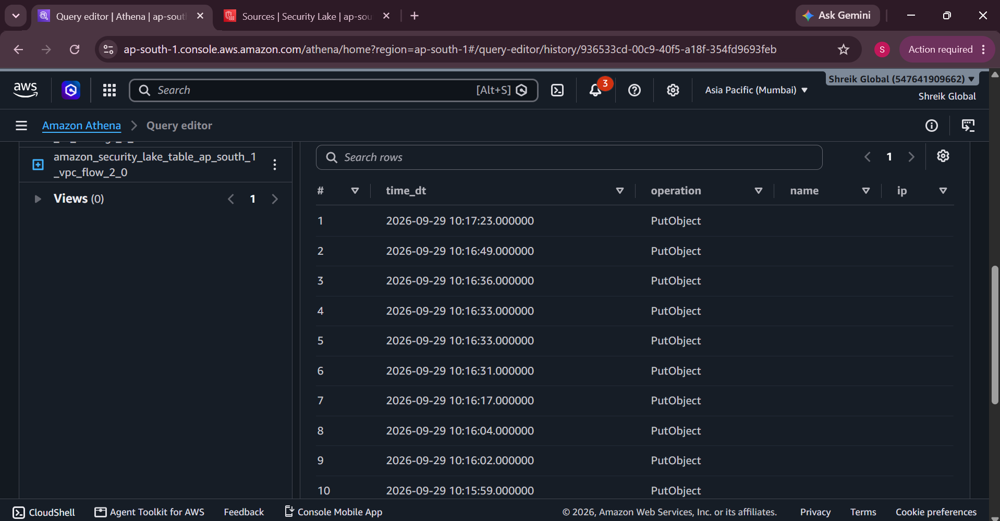 Query editor | Athena | ap-sout
Sources | Security Lake | ap-sou
Ask Gemini
ap-south-1.console.aws.amazon.com/athena/home?region=ap-south-1#/query-editor/history/936533cd-00c9-40f5-a18f-354fd9693feb
S
Action required
aws
Search
[Alt+S]
3
Asia Pacific (Mumbai)
Shreik Global (547641909662)
Shreik Global
Amazon Athena
Query editor
amazon_security_lake_table_ap_south_1
_vpc_flow_2_0
Views (0)
1
Search rows
1
# time_dt operation name ip
1 2026-09-29 10:17:23.000000 PutObject
2 2026-09-29 10:16:49.000000 PutObject
3 2026-09-29 10:16:36.000000 PutObject
4 2026-09-29 10:16:33.000000 PutObject
5 2026-09-29 10:16:33.000000 PutObject
6 2026-09-29 10:16:31.000000 PutObject
7 2026-09-29 10:16:17.000000 PutObject
8 2026-09-29 10:16:04.000000 PutObject
9 2026-09-29 10:16:02.000000 PutObject
10 2026-09-29 10:15:59.000000 PutObject
CloudShell
Agent Toolkit for AWS
Feedback
Console Mobile App
© 2026, Amazon Web Services, Inc. or its affiliates.
Privacy
Terms
Cookie preferences